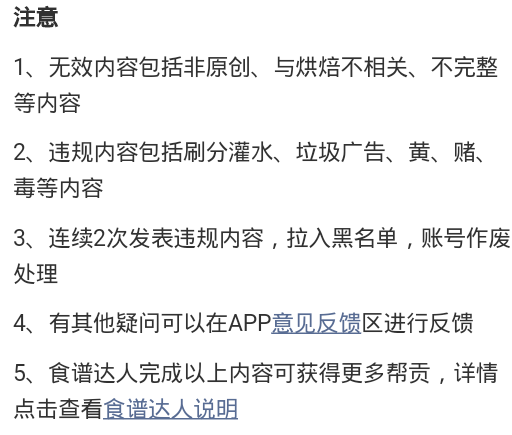 注意
1、无效内容包括非原创、与烘焙不相关、不完整
等内容
2、违规内容包括刷分灌水、垃圾广告、黄、赌、
毒等内容
3、连续2次发表违规内容，拉入黑名单，账号作废
处理
4、有其他疑问可以在APP意见反馈区进行反馈
5、食谱达人完成以上内容可获得更多帮贡，详情
点击查看食谱达人说明